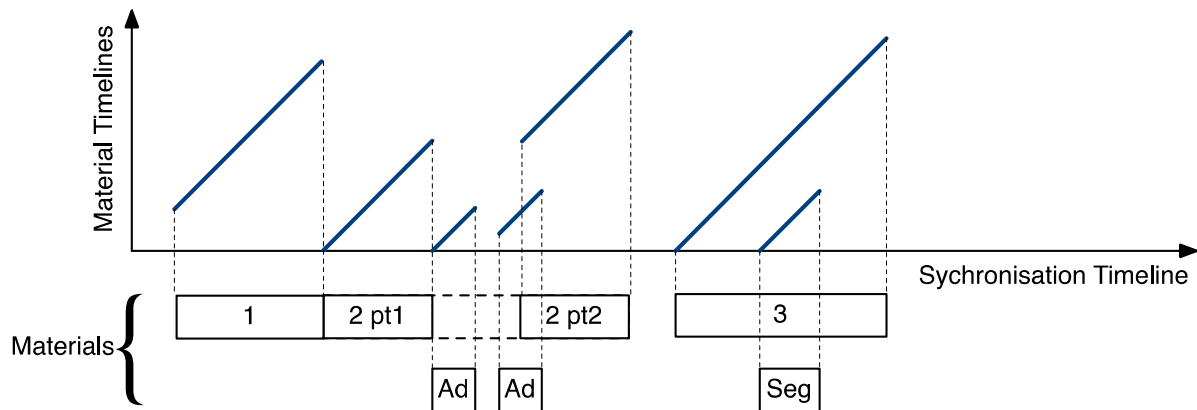 Material Timelines
Sychronisation Timeline
1
2 pt1
2 pt2
3
Materials
Ad
Ad
Seg